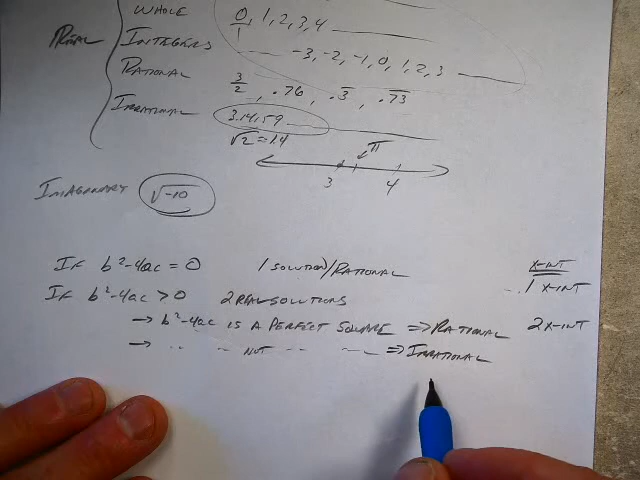 WHOLE 0, 1, 2, 3, 4
1
REAL INTEGERS -3, -2, -1, 0, 1, 2, 3
RATIONAL 3/2, .76, .3̅, .7̅3̅
IRRATIONAL 3.14159
√2 = 1.4
π
3 4
IMAGINARY √-10
IF b²-4ac = 0 1 SOLUTION/RATIONAL X-INT
1 X-INT
IF b²-4ac > 0 2 REAL SOLUTIONS
→ b²-4ac IS A PERFECT SQUARE ⇒ RATIONAL 2 X-INT
→ " " NOT " " ⇒ IRRATIONAL